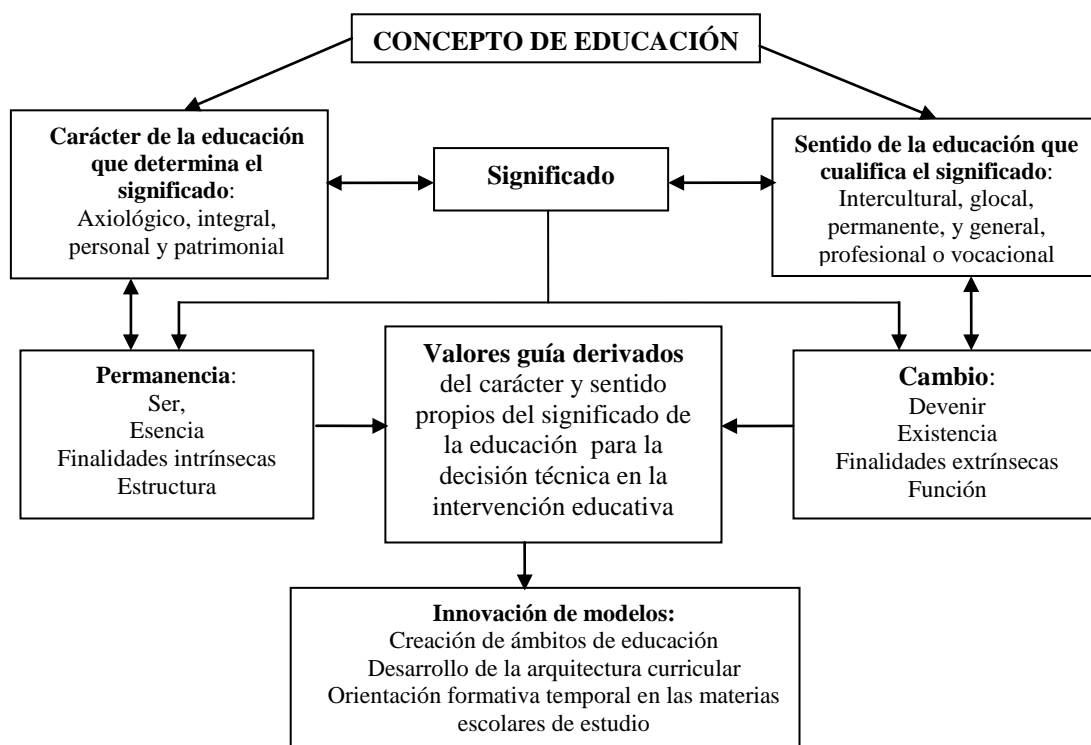 CONCEPTO DE EDUCACIÓN
Carácter de la educación
que determina el
significado:
Axiológico, integral,
personal y patrimonial
Significado
Sentido de la educación que
cualifica el significado:
Intercultural, glocal,
permanente, y general,
profesional o vocacional
Permanencia:
Ser,
Esencia
Finalidades intrínsecas
Estructura
Valores guía derivados
del carácter y sentido
propios del significado de
la educación para la
decisión técnica en la
intervención educativa
Cambio:
Devenir
Existencia
Finalidades extrínsecas
Función
Innovación de modelos:
Creación de ámbitos de educación
Desarrollo de la arquitectura curricular
Orientación formativa temporal en las materias
escolares de estudio